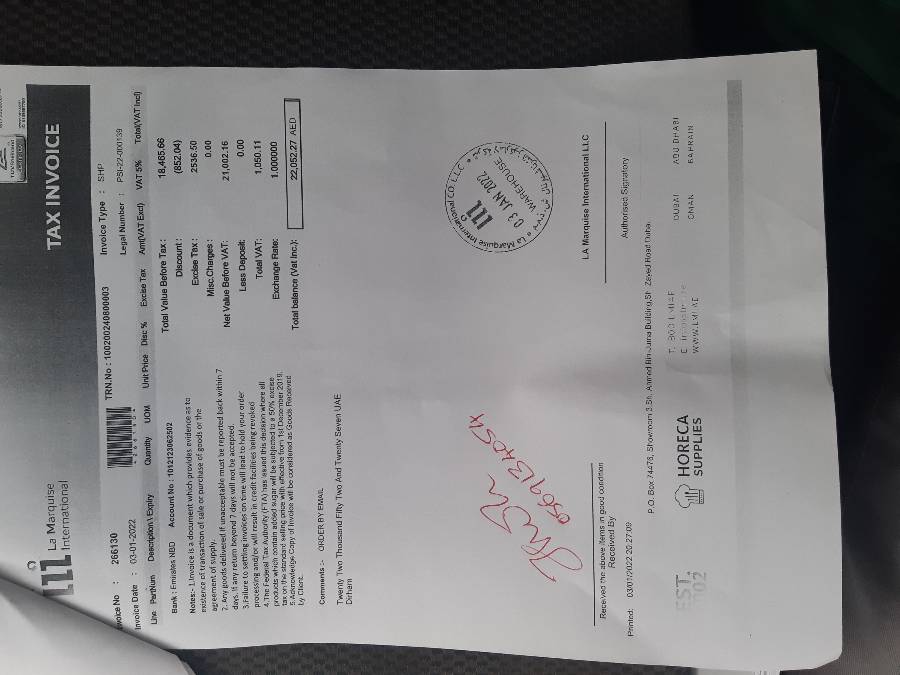 La Marquise
International
TAX INVOICE
Invoice No : 266130
TRN.No : 100200240800003
Invoice Type : SHP
Invoice Date : 03-01-2022
Legal Number : PSI-22-000139
Line PartNum Description \ Expiry Quantity UOM Unit Price Disc % Excise Tax Amt(VAT Excl) VAT 5% Total(VAT Incl)
Bank : Emirates NBD Account No : 1012123062502
Total Value Before Tax : 18,465.66
Discount : (852.04)
Excise Tax: 2536.50
Misc.Charges : 0.00
Net Value Before VAT: 21,002.16
Less Deposit: 0.00
Total VAT: 1,050.11
Exchange Rate: 1.000000
Total balance (Vat Inc.): 22,052.27 AED
Notes:- 1.Invoice is a document which provides evidence as to
existence of transaction of sale or purchase of goods or the
agreement of supply.
2. Any goods delivered if unacceptable must be reported back within 7
days. If any return beyond 7 days will not be accepted.
3.Failure to settling invoices on time will lead to hold your order
processing and/or will result in credit facilities being revoked
4.The Federal Tax Authority (FTA) has issued this decision where all
products which contain added sugar will be subjected to a 50% excise
tax on the standard selling price with effective from 1st December 2019.
5.Acknowledge Copy of Invoice will be considered as Goods Received
by Client.
Comments :- ORDER BY EMAIL
Twenty Two Thousand Fifty Two And Twenty Seven UAE
Dirham
La Marquise International CO. L.L.C.
03 JAN 2022
WAREHOUSE
LA Marquise International LLC
Received the above items in good condition
Received By
Authorised Signatory
Printed: 03/01/2022 20:27:09
P.O. Box 74476, Showroom 3,Sh. Ahmed Bin Juma Building,Sh. Zayed Road Dubai.
HORECA
SUPPLIES
T: 800 LMUAE
WWW.LMI.AE
DUBAI ABU DHABI
OMAN BAHRAIN